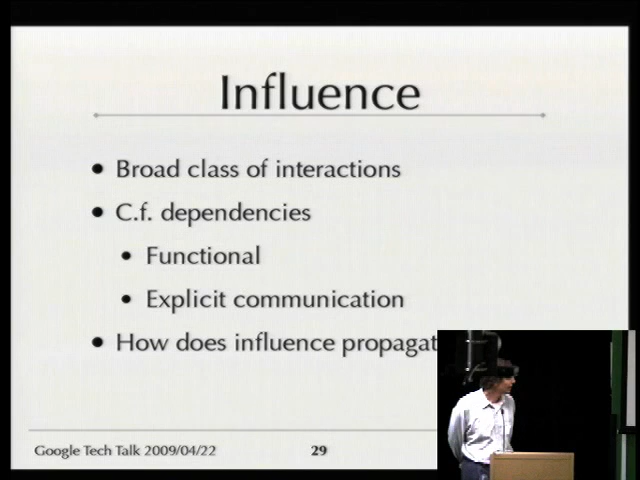 Influence
• Broad class of interactions
• C.f. dependencies
• Functional
• Explicit communication
• How does influence propagat
Google Tech Talk 2009/04/22
29